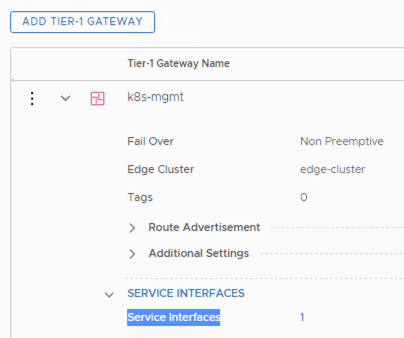 ADD TIER-1 GATEWAY
Tier-1 Gateway Name
k8s-mgmt
Fail Over Non Preemptive
Edge Cluster edge-cluster
Tags 0
Route Advertisement
Additional Settings
SERVICE INTERFACES
Service Interfaces 1